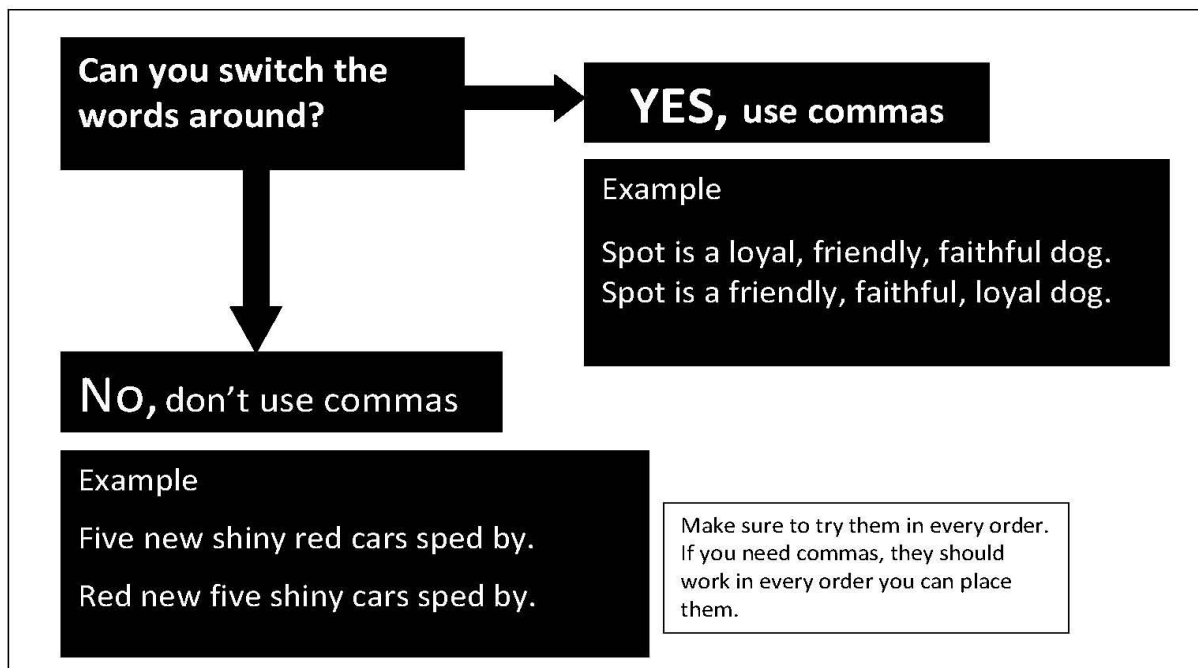 Can you switch the
words around?
YES, use commas
Example
Spot is a loyal, friendly, faithful dog.
Spot is a friendly, faithful, loyal dog.
No, don’t use commas
Example
Five new shiny red cars sped by.
Red new five shiny cars sped by.
Make sure to try them in every order.
If you need commas, they should
work in every order you can place
them.